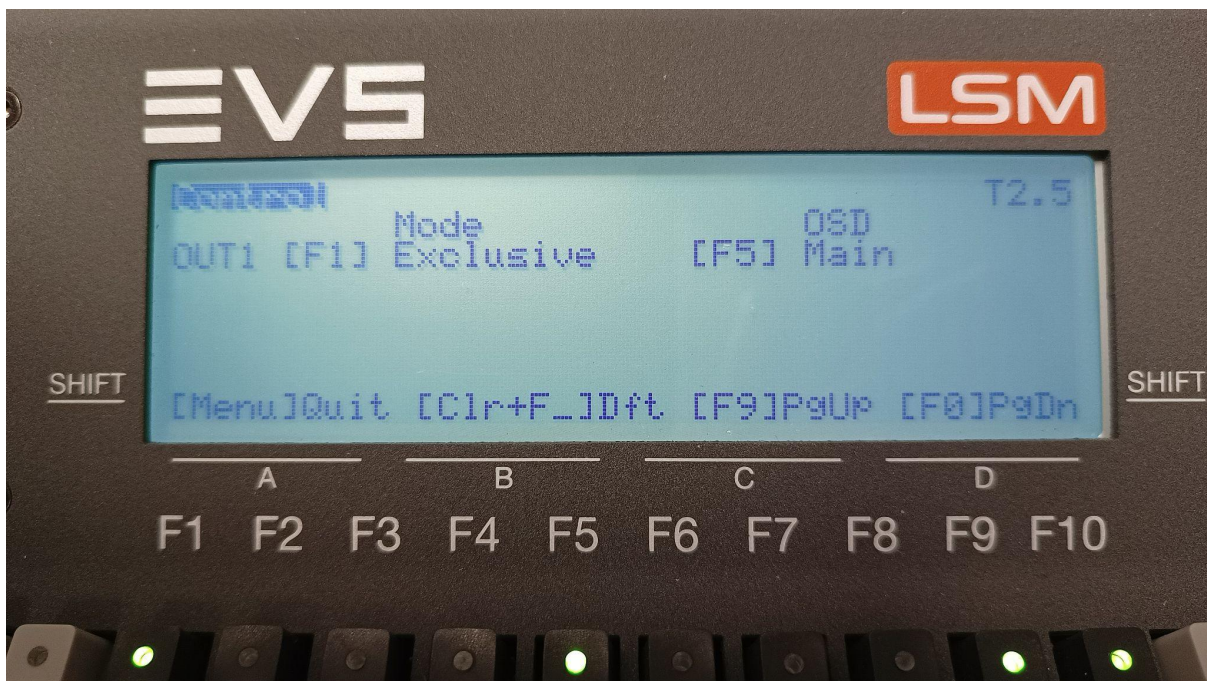 EVS
LSM
Control T2.5
Mode OSD
OUT1 [F1] Exclusive [F5] Main
SHIFT
SHIFT
[Menu]Quit [Clr+F_]Dft [F9]PgUp [F0]PgDn
A B C D
F1 F2 F3 F4 F5 F6 F7 F8 F9 F10